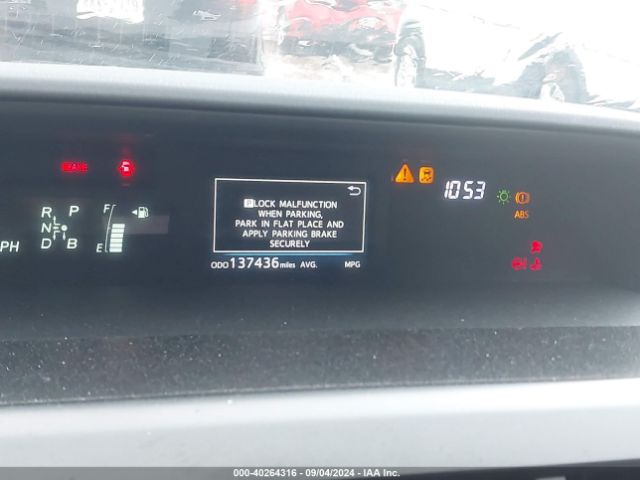 BRAKE
1053
ABS
R P
N
D B
F
E
PH
P LOCK MALFUNCTION
WHEN PARKING,
PARK IN FLAT PLACE AND
APPLY PARKING BRAKE
SECURELY
ODO 137436 miles AVG. MPG
000-40264316 - 09/04/2024 - IAA Inc.